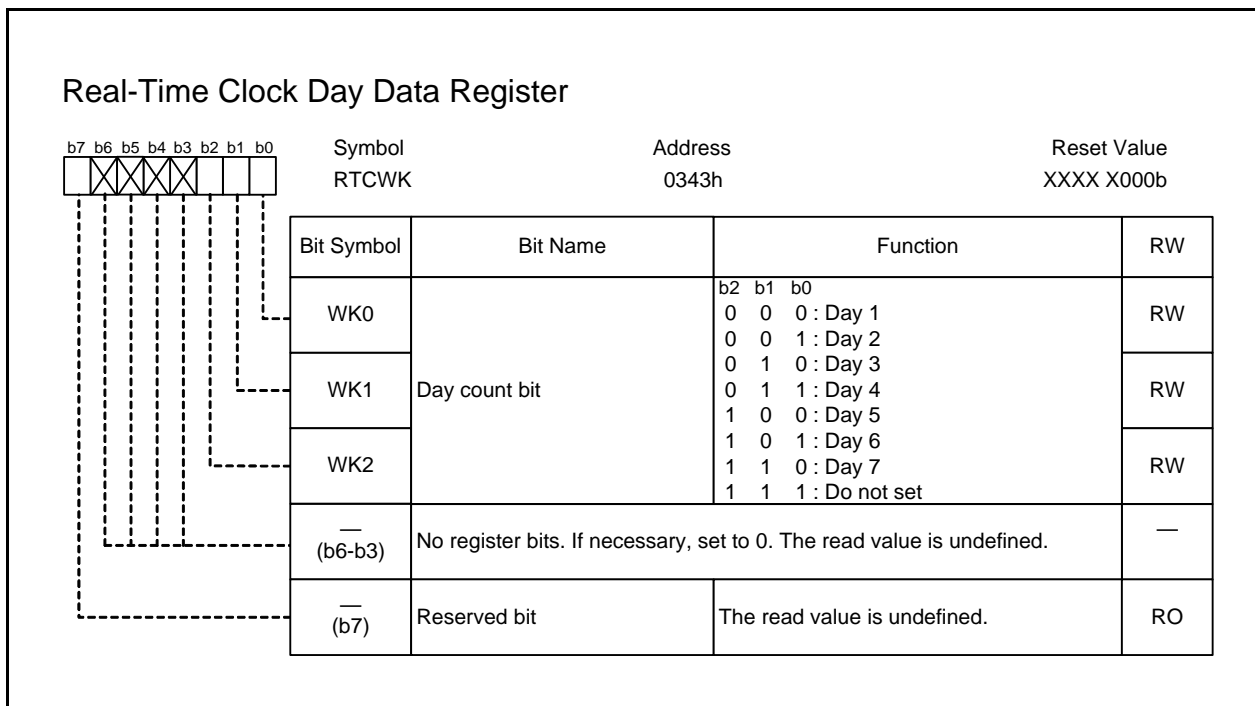 Real-Time Clock Day Data Register
b7 b6 b5 b4 b3 b2 b1 b0
Symbol Address Reset Value
RTCWK 0343h XXXX X000b
Bit Symbol Bit Name Function RW
WK0 RW
WK1 Day count bit RW
WK2 RW
b2 b1 b0
0 0 0 : Day 1
0 0 1 : Day 2
0 1 0 : Day 3
0 1 1 : Day 4
1 0 0 : Day 5
1 0 1 : Day 6
1 1 0 : Day 7
1 1 1 : Do not set
— 
(b6-b3) No register bits. If necessary, set to 0. The read value is undefined. —
—
(b7) Reserved bit The read value is undefined. RO